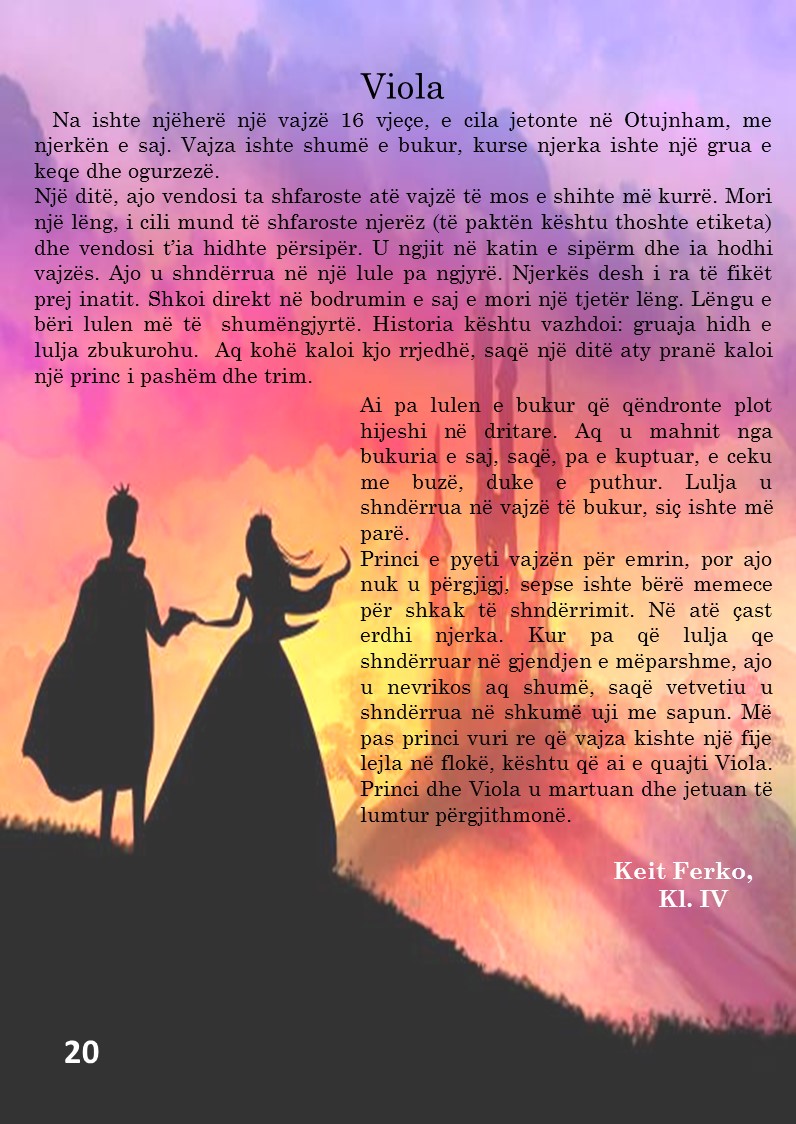 Viola
Na ishte njëherë një vajzë 16 vjeçe, e cila jetonte në Otujnham, me
njerkën e saj. Vajza ishte shumë e bukur, kurse njerka ishte një grua e
keqe dhe ogurzezë.
Një ditë, ajo vendosi ta shfaroste atë vajzë të mos e shihte më kurrë. Mori
një lëng, i cili mund të shfaroste njerëz (të paktën kështu thoshte etiketa)
dhe vendosi t’ia hidhte përsipër. U ngjit në katin e sipërm dhe ia hodhi
vajzës. Ajo u shndërrua në një lule pa ngjyrë. Njerkës desh i ra të fikët
prej inatit. Shkoi direkt në bodrumin e saj e mori një tjetër lëng. Lëngu e
bëri lulen më të shumëngjyrtë. Historia kështu vazhdoi: gruaja hidh e
lulja zbukurohu. Aq kohë kaloi kjo rrjedhë, saqë një ditë aty pranë kaloi
një princ i pashëm dhe trim.
Ai pa lulen e bukur që qëndronte plot
hijeshi në dritare. Aq u mahnit nga
bukuria e saj, saqë, pa e kuptuar, e ceku
me buzë, duke e puthur. Lulja u
shndërrua në vajzë të bukur, siç ishte më
parë.
Princi e pyeti vajzën për emrin, por ajo
nuk u përgjigj, sepse ishte bërë memece
për shkak të shndërrimit. Në atë çast
erdhi njerka. Kur pa që lulja qe
shndërruar në gjendjen e mëparshme, ajo
u nevrikos aq shumë, saqë vetvetiu u
shndërrua në shkumë uji me sapun. Më
pas princi vuri re që vajza kishte një fije
lejla në flokë, kështu që ai e quajti Viola.
Princi dhe Viola u martuan dhe jetuan të
lumtur përgjithmonë.
Keit Ferko,
Kl. IV
20